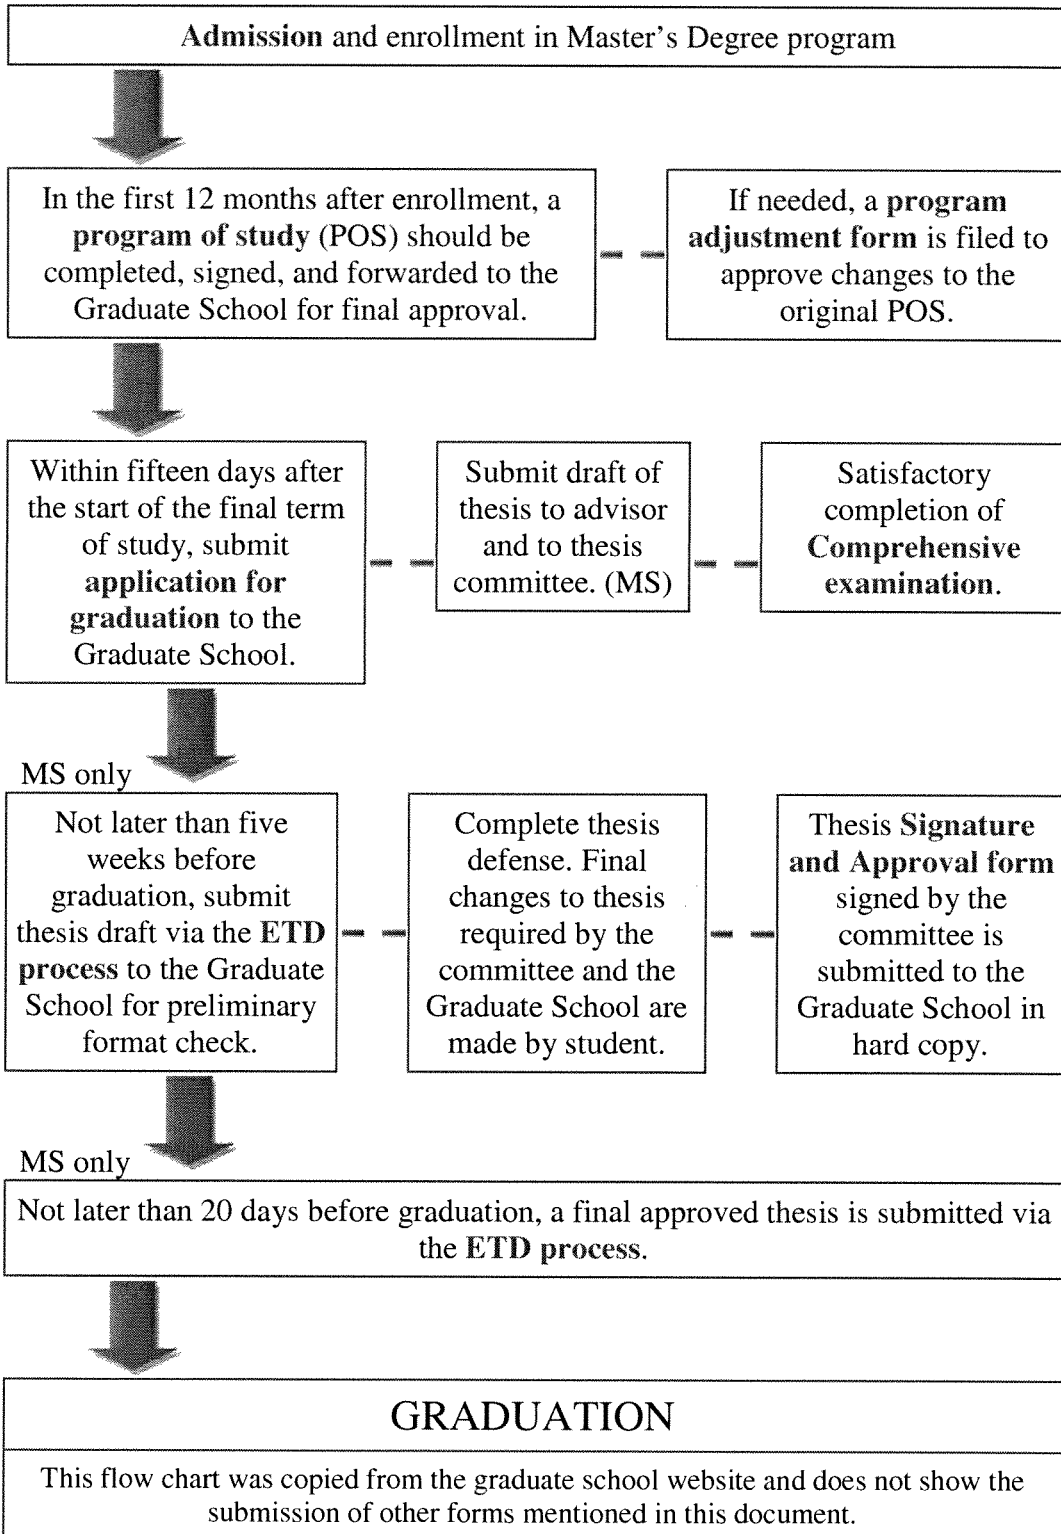 Admission and enrollment in Master's Degree program
In the first 12 months after enrollment, a
program of study (POS) should be
completed, signed, and forwarded to the
Graduate School for final approval.
If needed, a program
adjustment form is filed to
approve changes to the
original POS.
Within fifteen days after
the start of the final term
of study, submit
application for
graduation to the
Graduate School.
Submit draft of
thesis to advisor
and to thesis
committee. (MS)
Satisfactory
completion of
Comprehensive
examination.
MS only
Not later than five
weeks before
graduation, submit
thesis draft via the ETD
process to the Graduate
School for preliminary
format check.
Complete thesis
defense. Final
changes to thesis
required by the
committee and the
Graduate School are
made by student.
Thesis Signature
and Approval form
signed by the
committee is
submitted to the
Graduate School in
hard copy.
MS only
Not later than 20 days before graduation, a final approved thesis is submitted via
the ETD process.
GRADUATION
This flow chart was copied from the graduate school website and does not show the
submission of other forms mentioned in this document.